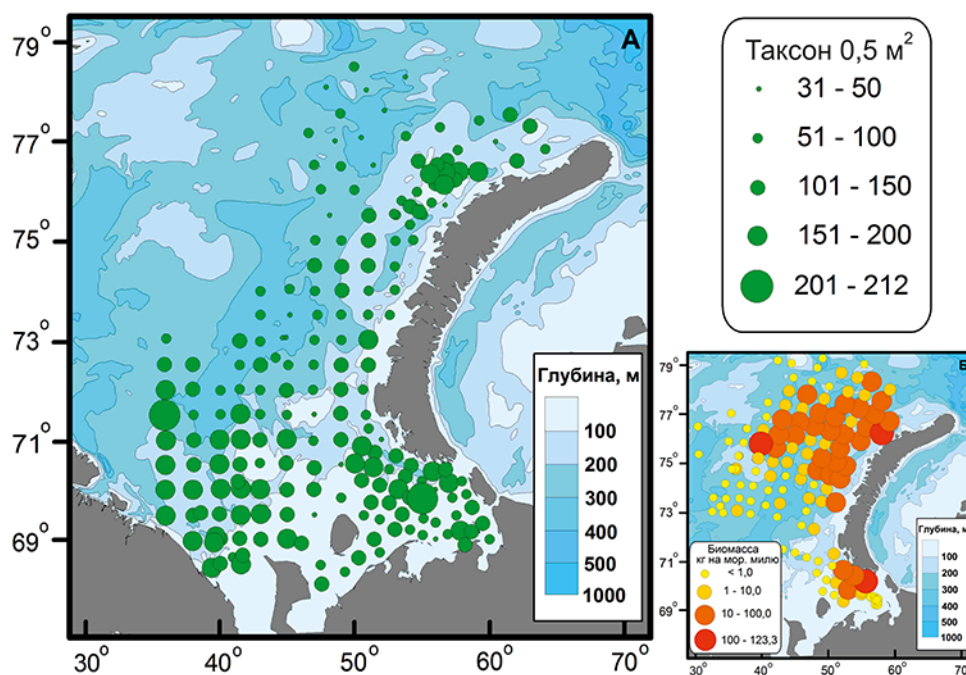 А
79°
77°
75°
73°
71°
69°
30°
40°
50°
60°
70°
Глубина, м
100
200
300
400
500
1000
Таксон 0,5 м²
31 - 50
51 - 100
101 - 150
151 - 200
201 - 212
Б
79°
77°
75°
73°
71°
69°
30°
40°
50°
60°
70°
Биомасса
кг на мор. милю
< 1,0
1 - 10,0
10 - 100,0
100 - 123,3
Глубина, м
100
200
300
400
500
1000